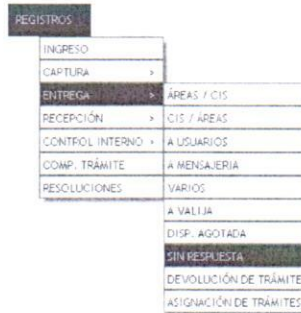 REGISTROS
INGRESO
CAPTURA >
ENTREGA >
RECEPCIÓN >
CONTROL INTERNO >
COMP. TRÁMITE
RESOLUCIONES
ÁREAS / CIS
CIS / ÁREAS
A USUARIOS
A MENSAJERIA
VARIOS
A VALIJA
DISP. AGOTADA
SIN RESPUESTA
DEVOLUCIÓN DE TRÁMITE
ASIGNACIÓN DE TRÁMITES